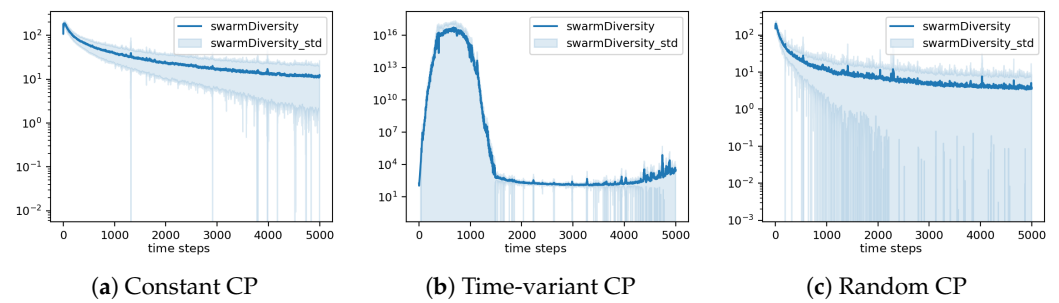 swarmDiversity
swarmDiversity_std
10²
10¹
10⁰
10⁻¹
10⁻²
0 1000 2000 3000 4000 5000
time steps
(a) Constant CP
swarmDiversity
swarmDiversity_std
10¹⁶
10¹³
10¹⁰
10⁷
10⁴
10¹
0 1000 2000 3000 4000 5000
time steps
(b) Time-variant CP
swarmDiversity
swarmDiversity_std
10²
10¹
10⁰
10⁻¹
10⁻²
10⁻³
0 1000 2000 3000 4000 5000
time steps
(c) Random CP